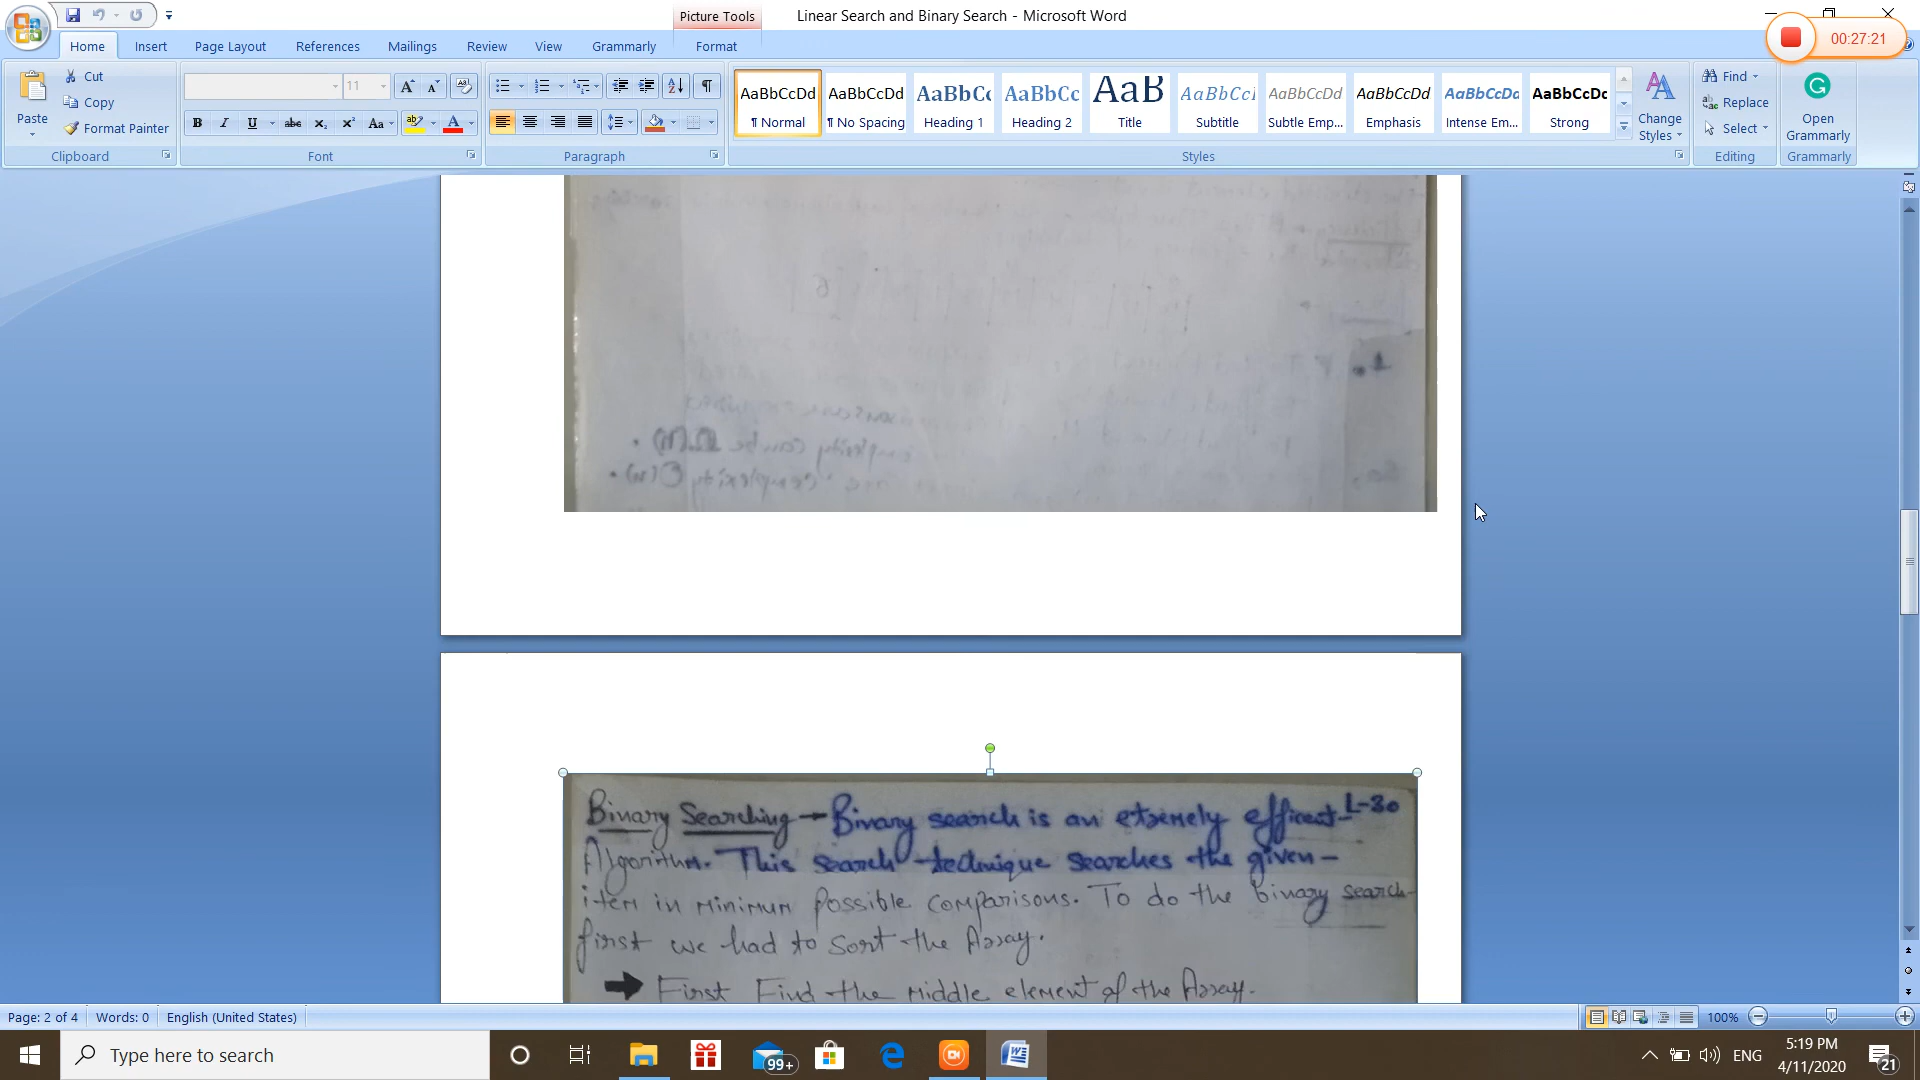 Picture Tools
Linear Search and Binary Search - Microsoft Word
00:27:21
Home Insert Page Layout References Mailings Review View Grammarly Format
Paste
Cut
Copy
Format Painter
Clipboard
11
Font
Paragraph
AaBbCcDd AaBbCcDd AaBbCc AaBbCc AaB AaBbCcl AaBbCcDd AaBbCcDd AaBbCcDd AaBbCcDd
¶ Normal ¶ No Spacing Heading 1 Heading 2 Title Subtitle Subtle Emp... Emphasis Intense Em... Strong
Change Styles
Styles
Find
Replace
Select
Editing
Open Grammarly
Grammarly
Binary Searching → Binary search is an extremely efficent L-30
Algorithm. This search technique searches the given
item in minimum possible comparisons. To do the binary search
first we had to sort the Array.
➡ First Find the middle element of the Array.
Page: 2 of 4 Words: 0 English (United States)
100%
Type here to search
99+
ENG
5:19 PM
4/11/2020
21